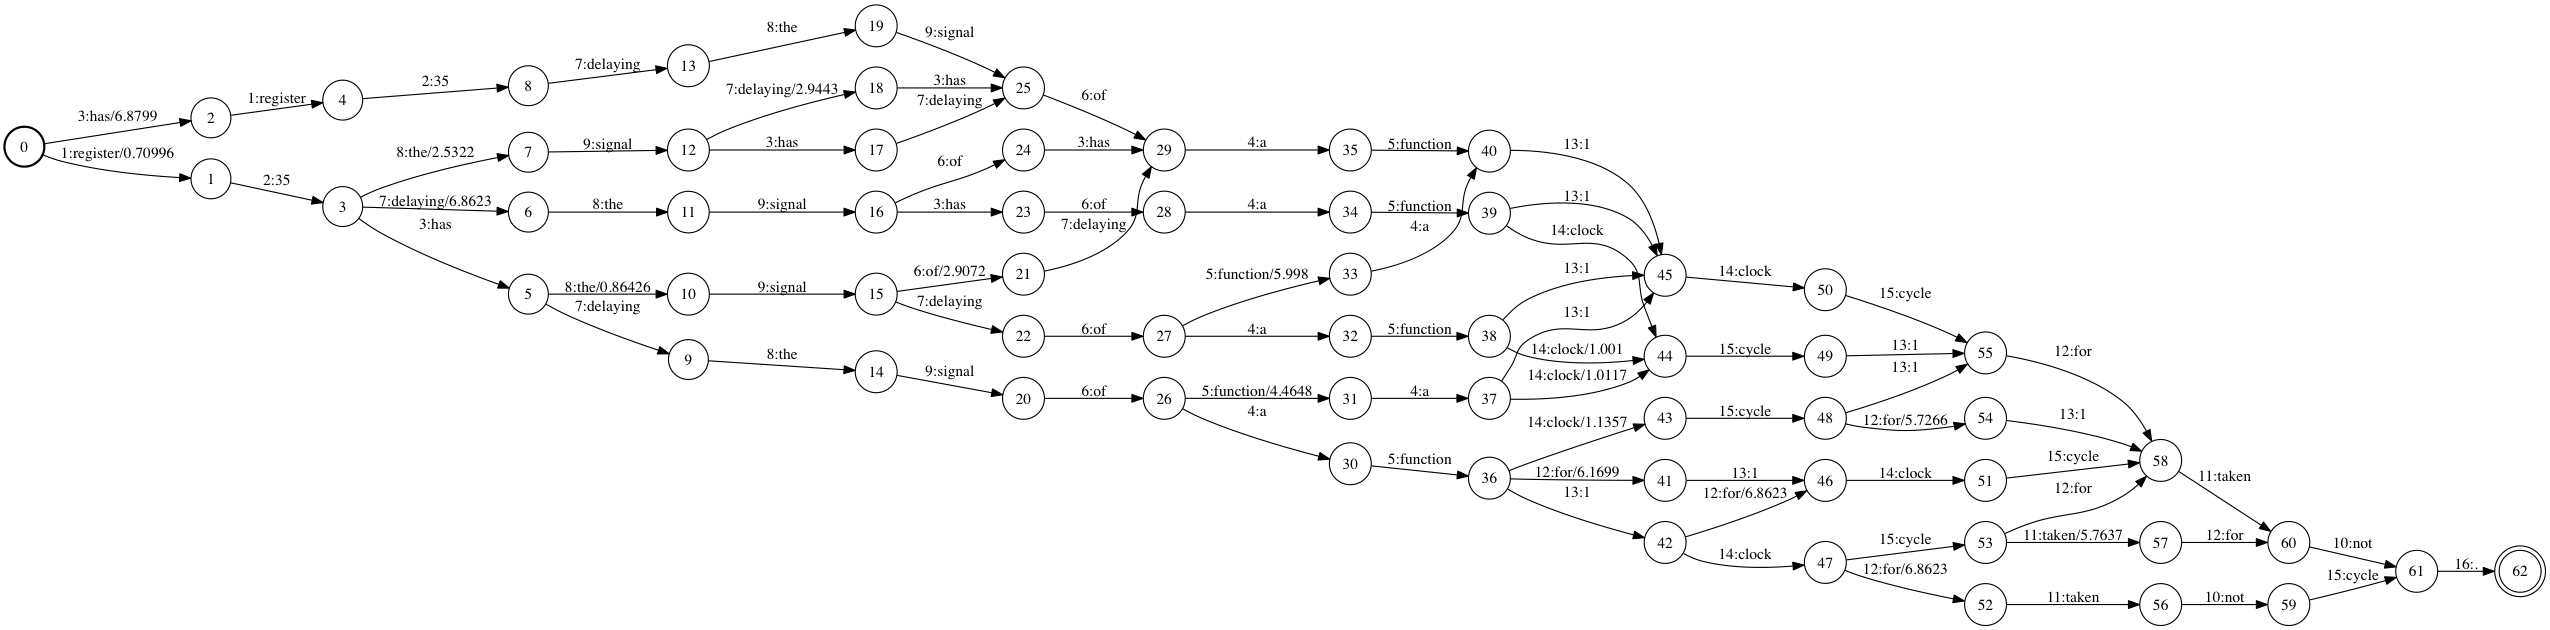 0
3:has/6.8799
1:register/0.70996
2
1
1:register
2:35
4
3
2:35
8:the/2.5322
7:delaying/6.8623
3:has
8
7
6
5
7:delaying
9:signal
8:the
8:the/0.86426
7:delaying
13
12
11
10
9
8:the
7:delaying/2.9443
3:has
9:signal
9:signal
8:the
19
18
17
16
15
14
9:signal
3:has
7:delaying
6:of
3:has
6:of/2.9072
7:delaying
9:signal
25
24
23
21
22
20
6:of
3:has
6:of
7:delaying
6:of
6:of
29
28
27
26
4:a
4:a
5:function/5.998
4:a
5:function/4.4648
4:a
35
34
33
32
31
30
5:function
5:function
4:a
5:function
4:a
5:function
40
39
38
37
36
13:1
13:1
14:clock
13:1
13:1
14:clock/1.001
14:clock/1.0117
14:clock/1.1357
12:for/6.1699
13:1
45
44
43
41
42
14:clock
15:cycle
15:cycle
13:1
12:for/6.8623
14:clock
50
49
48
46
47
15:cycle
13:1
13:1
12:for/5.7266
14:clock
15:cycle
12:for/6.8623
55
54
51
53
52
12:for
13:1
15:cycle
12:for
11:taken/5.7637
11:taken
58
57
56
11:taken
12:for
10:not
60
59
10:not
15:cycle
61
16:.
62